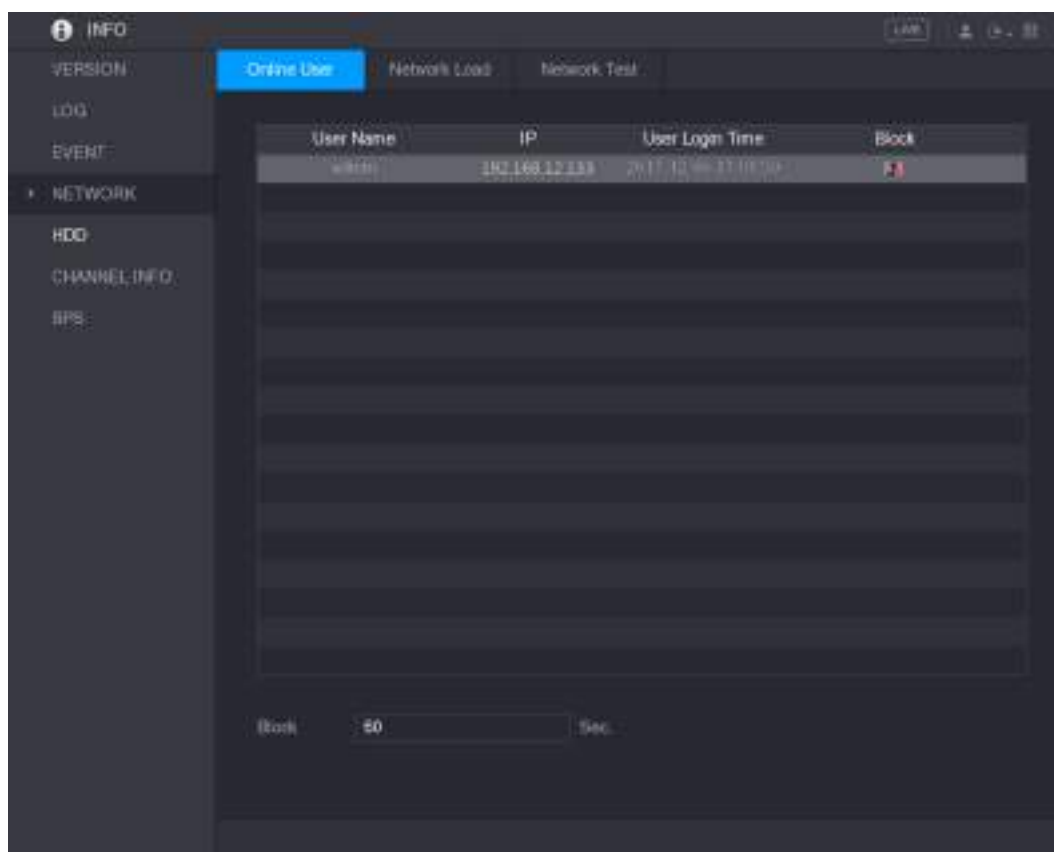 INFO
LIVE
VERSION
Online User Network Load Network Test
LOG
User Name IP User Login Time Block
EVENT
admin 192.168.12.133
NETWORK
HDD
CHANNEL INFO
BPS
Block 60 Sec.